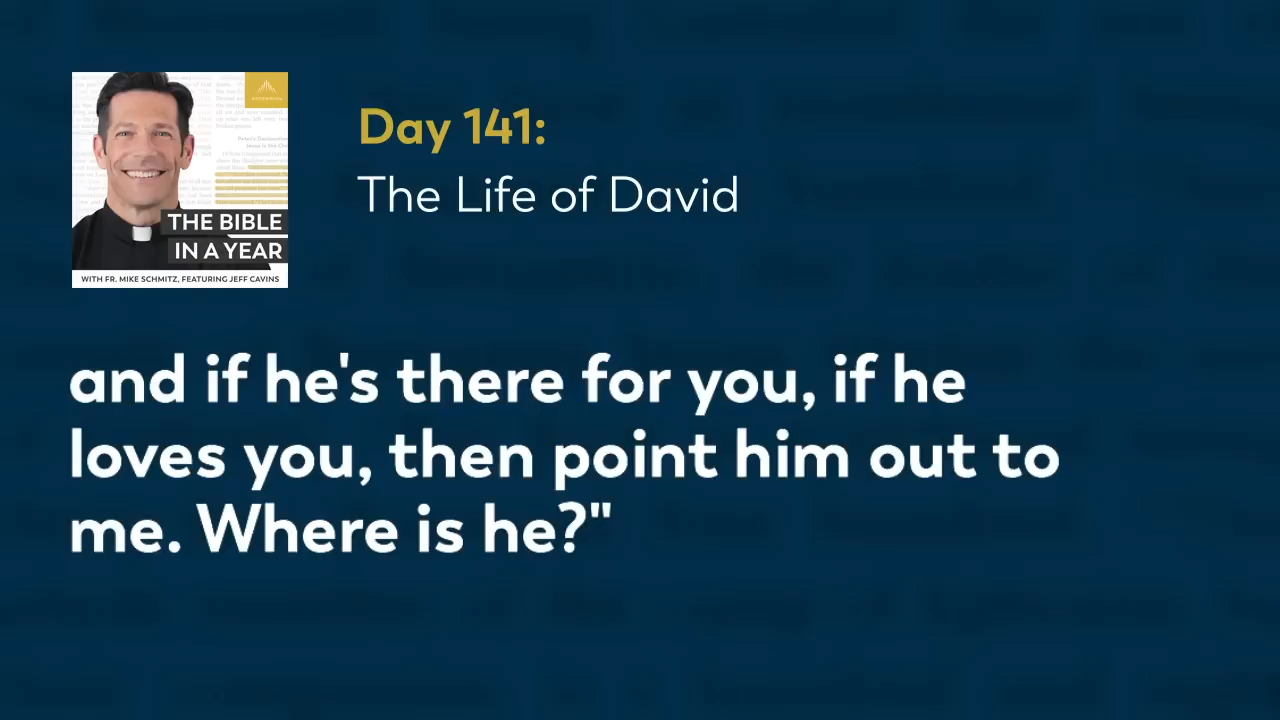 Day 141:
The Life of David
THE BIBLE
IN A YEAR
WITH FR. MIKE SCHMITZ, FEATURING JEFF CAVINS
and if he's there for you, if he
loves you, then point him out to
me. Where is he?"